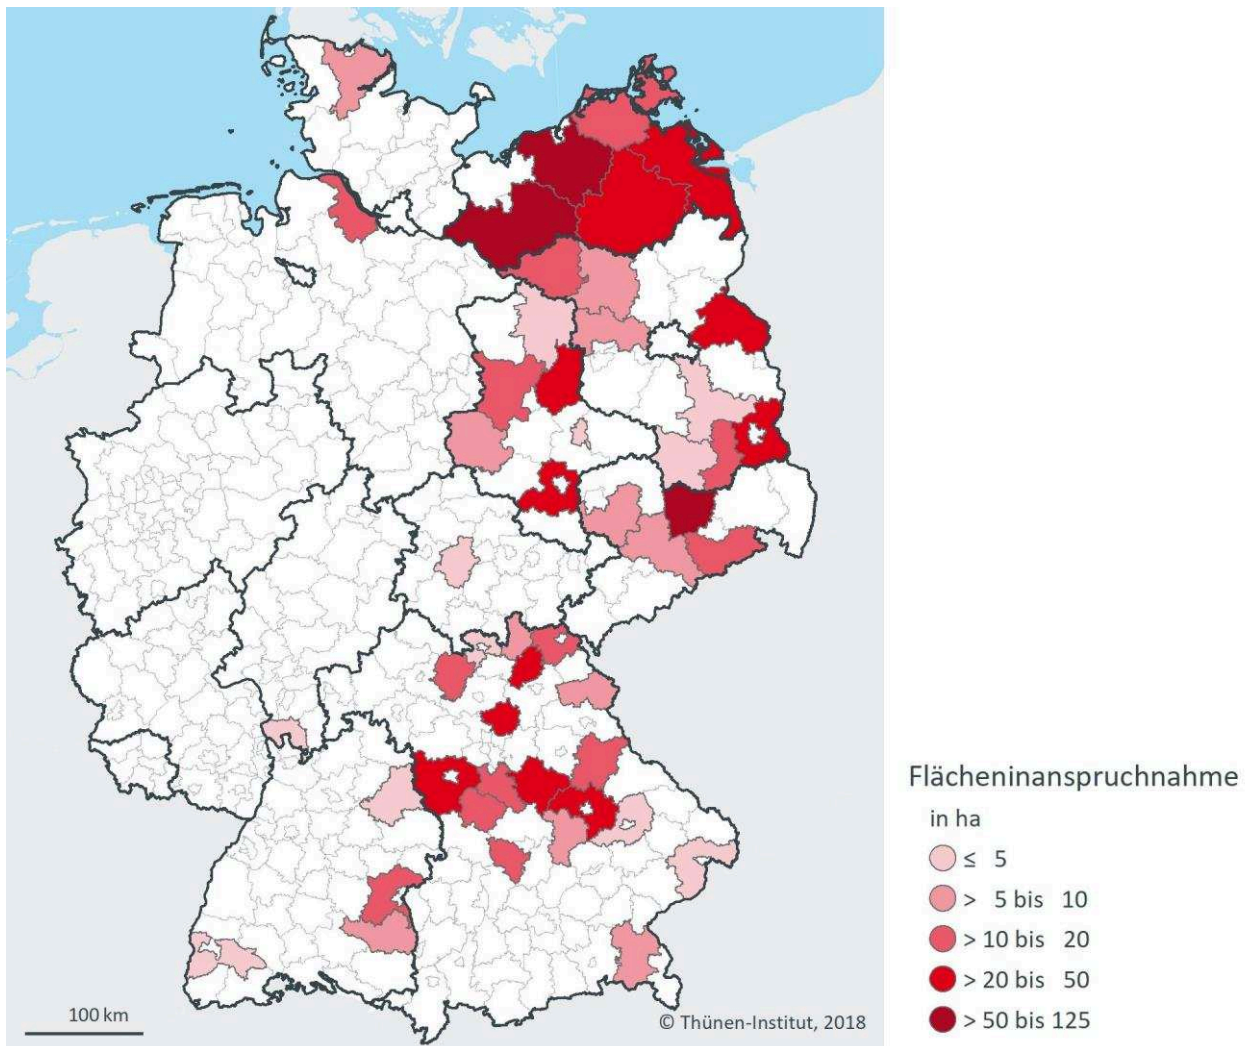 Flächeninanspruchnahme
in ha
≤ 5
> 5 bis 10
> 10 bis 20
> 20 bis 50
> 50 bis 125
100 km
© Thünen-Institut, 2018